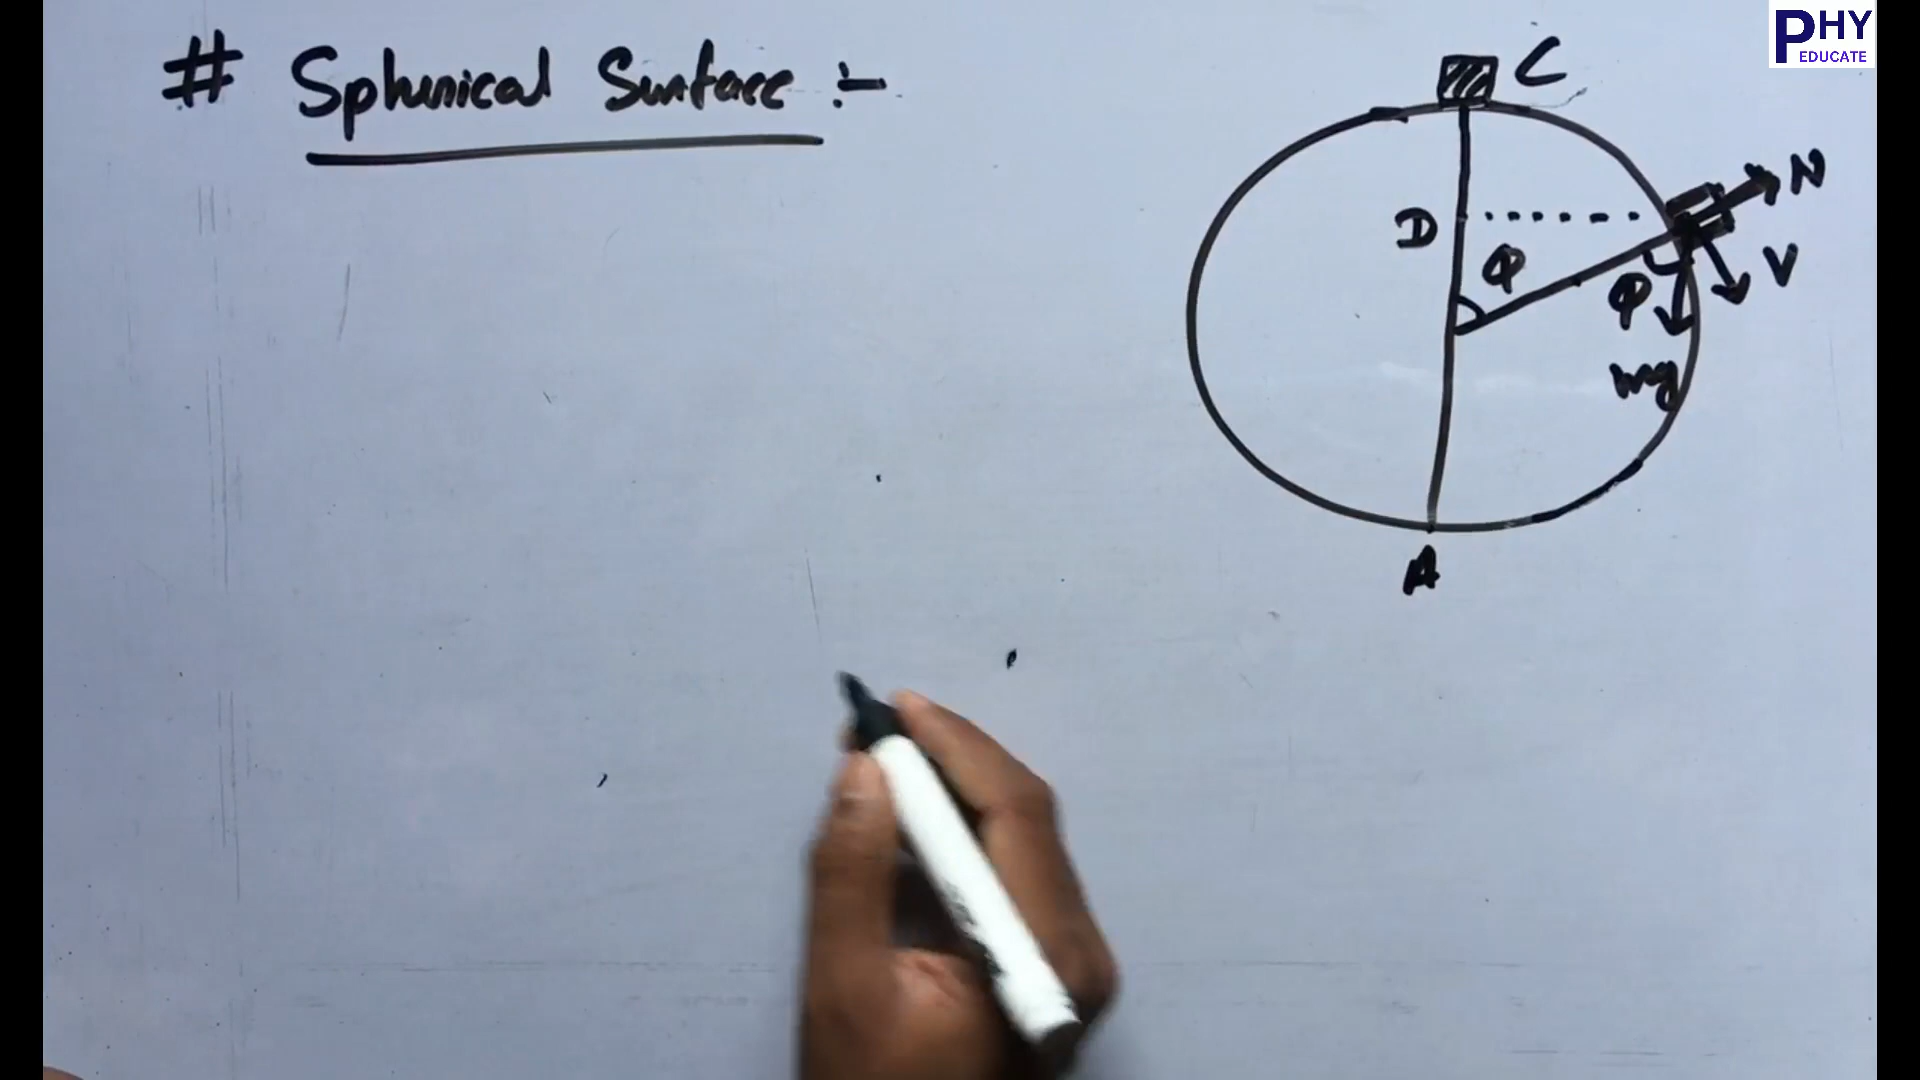 # Spherical Surface :-
PHY
EDUCATE
C
N
D
φ
V
φ
mg
A